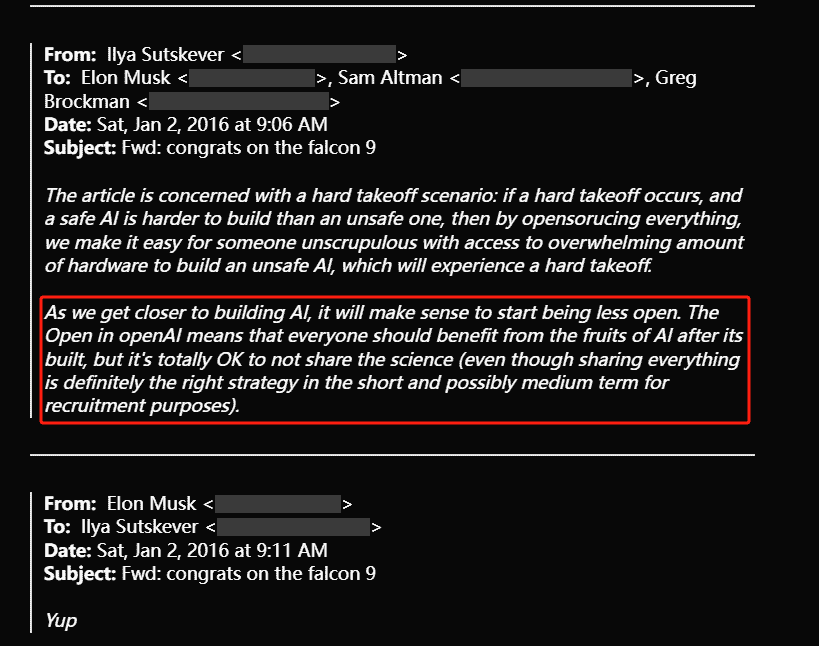 From: Ilya Sutskever < >
To: Elon Musk < >, Sam Altman < >, Greg
Brockman < >
Date: Sat, Jan 2, 2016 at 9:06 AM
Subject: Fwd: congrats on the falcon 9
The article is concerned with a hard takeoff scenario: if a hard takeoff occurs, and
a safe AI is harder to build than an unsafe one, then by opensorucing everything,
we make it easy for someone unscrupulous with access to overwhelming amount
of hardware to build an unsafe AI, which will experience a hard takeoff.
As we get closer to building AI, it will make sense to start being less open. The
Open in openAI means that everyone should benefit from the fruits of AI after its
built, but it's totally OK to not share the science (even though sharing everything
is definitely the right strategy in the short and possibly medium term for
recruitment purposes).
From: Elon Musk < >
To: Ilya Sutskever < >
Date: Sat, Jan 2, 2016 at 9:11 AM
Subject: Fwd: congrats on the falcon 9
Yup